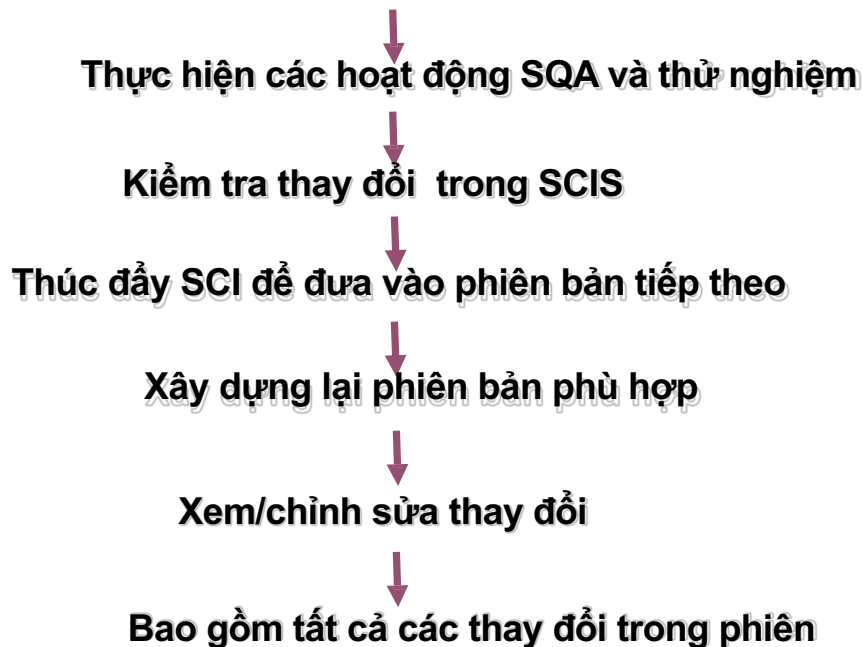 Thực hiện các hoạt động SQA và thử nghiệm
Kiểm tra thay đổi trong SCIS
Thúc đẩy SCI để đưa vào phiên bản tiếp theo
Xây dựng lại phiên bản phù hợp
Xem/chỉnh sửa thay đổi
Bao gồm tất cả các thay đổi trong phiên